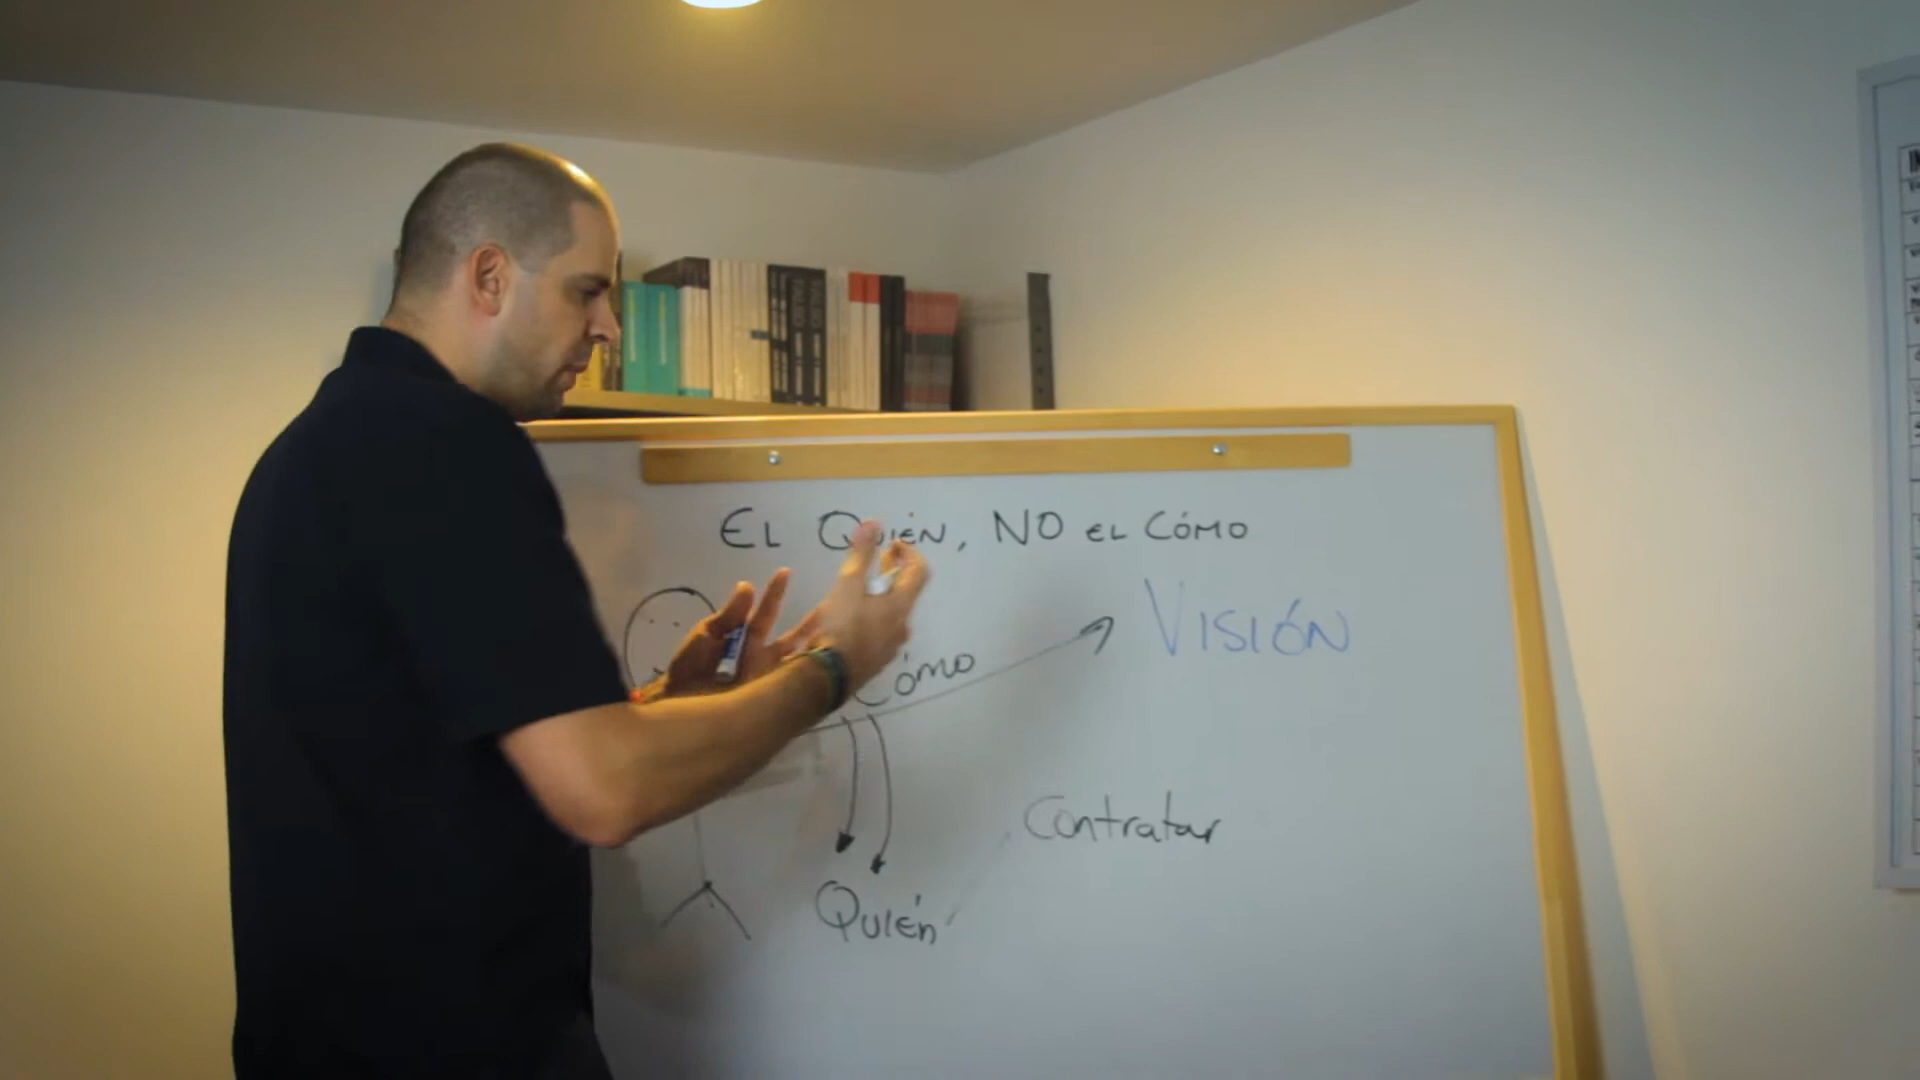 El Quién, NO el Cómo
Visión
Cómo
Contratar
Quién